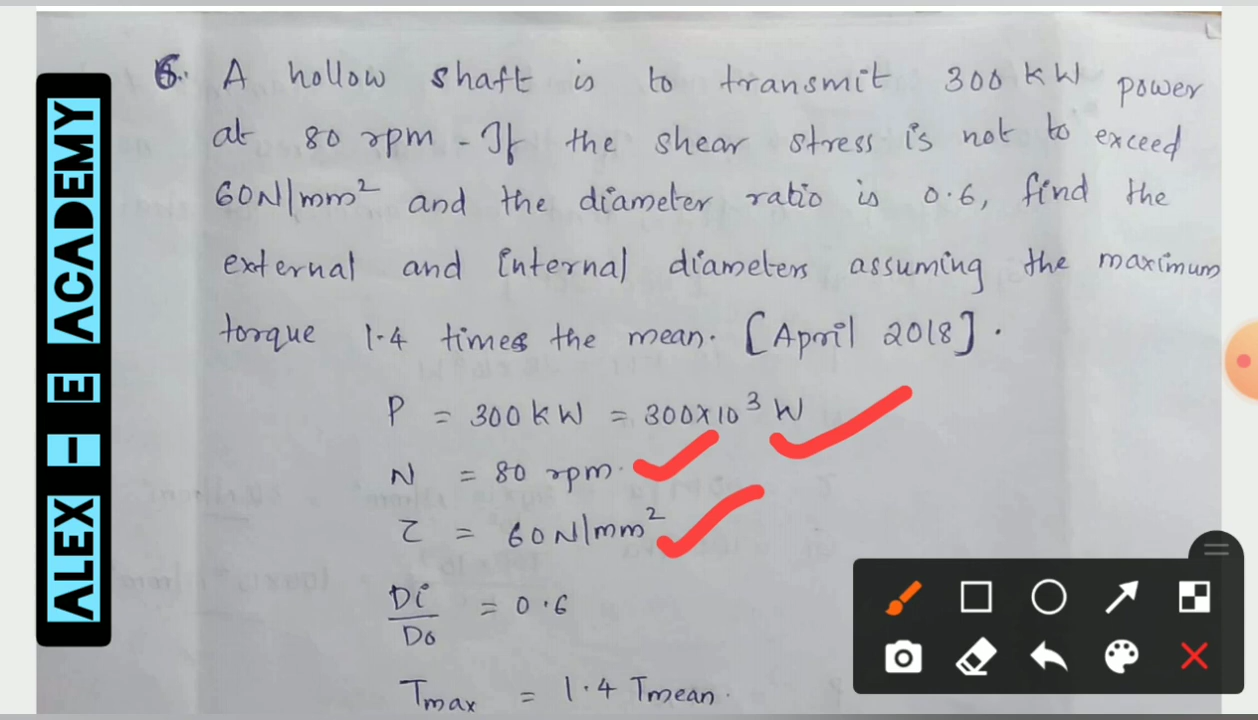 ALEX - E ACADEMY
6. A hollow shaft is to transmit 300 kW power
at 80 rpm - If the shear stress is not to exceed
60N/mm² and the diameter ratio is 0.6, find the
external and internal diameters assuming the maximum
torque 1.4 times the mean. [April 2018].
P = 300 kW = 300x10³ W
N = 80 rpm.
τ = 60N/mm²
Di/Do = 0.6
Tmax = 1.4 Tmean.